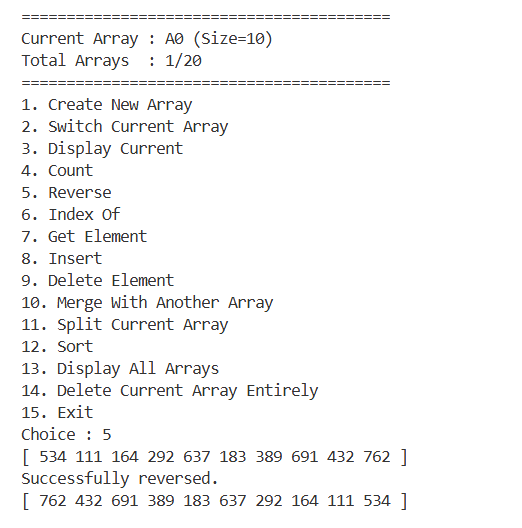 =========================================
Current Array : A0 (Size=10)
Total Arrays  : 1/20
=========================================
1. Create New Array
2. Switch Current Array
3. Display Current
4. Count
5. Reverse
6. Index Of
7. Get Element
8. Insert
9. Delete Element
10. Merge With Another Array
11. Split Current Array
12. Sort
13. Display All Arrays
14. Delete Current Array Entirely
15. Exit
Choice : 5
[ 534 111 164 292 637 183 389 691 432 762 ]
Successfully reversed.
[ 762 432 691 389 183 637 292 164 111 534 ]